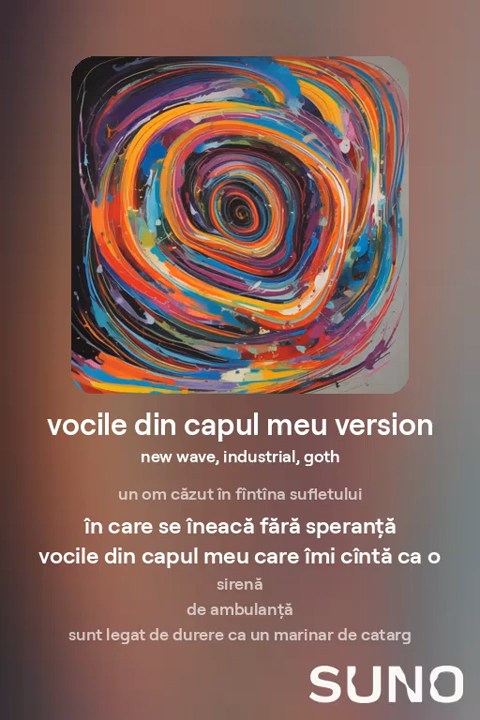 vocile din capul meu version
new wave, industrial, goth
un om căzut în fîntîna sufletului
în care se îneacă fără speranță
vocile din capul meu care îmi cîntă ca o
sirenă
de ambulanță
sunt legat de durere ca un marinar de catarg
SUNO